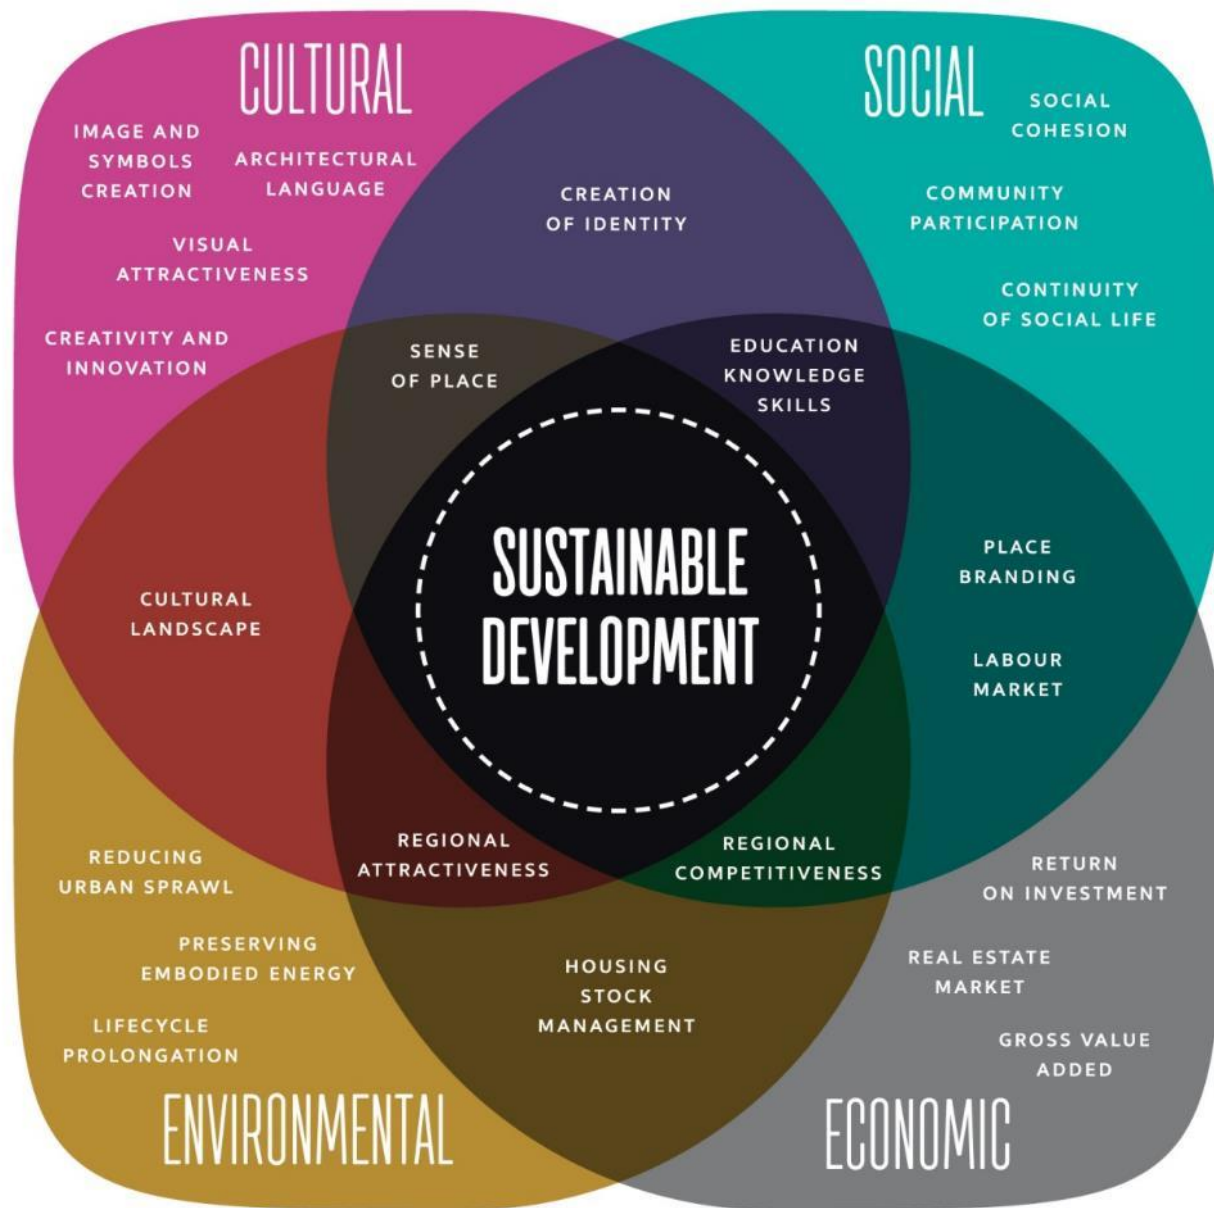 CULTURAL
IMAGE AND
SYMBOLS
CREATION
ARCHITECTURAL
LANGUAGE
VISUAL
ATTRACTIVENESS
CREATIVITY AND
INNOVATION
CREATION
OF IDENTITY
SOCIAL
SOCIAL
COHESION
COMMUNITY
PARTICIPATION
CONTINUITY
OF SOCIAL LIFE
SENSE
OF PLACE
EDUCATION
KNOWLEDGE
SKILLS
CULTURAL
LANDSCAPE
SUSTAINABLE
DEVELOPMENT
PLACE
BRANDING
LABOUR
MARKET
REGIONAL
ATTRACTIVENESS
REGIONAL
COMPETITIVENESS
REDUCING
URBAN SPRAWL
PRESERVING
EMBODIED ENERGY
LIFECYCLE
PROLONGATION
ENVIRONMENTAL
HOUSING
STOCK
MANAGEMENT
RETURN
ON INVESTMENT
REAL ESTATE
MARKET
GROSS VALUE
ADDED
ECONOMIC